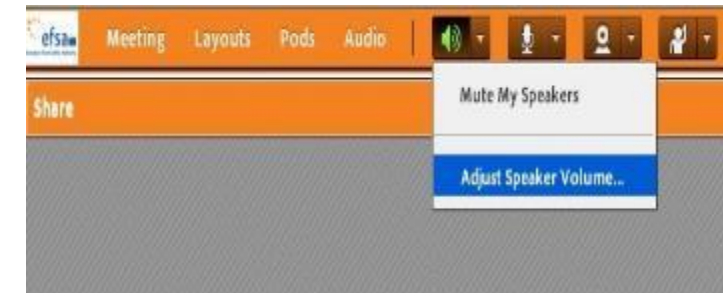 efsa
Meeting Layouts Pods Audio
Share
Mute My Speakers
Adjust Speaker Volume...